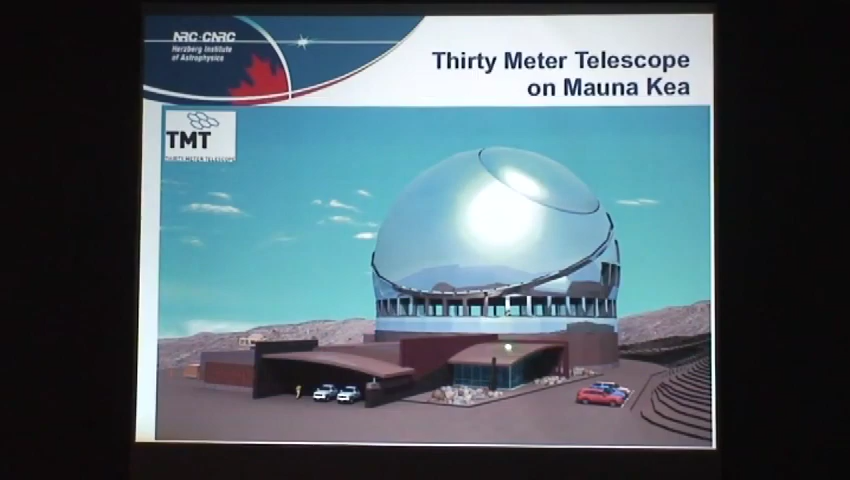 NRC·CNRC
Herzberg Institute
of Astrophysics
Thirty Meter Telescope
on Mauna Kea
TMT
THIRTY METER TELESCOPE